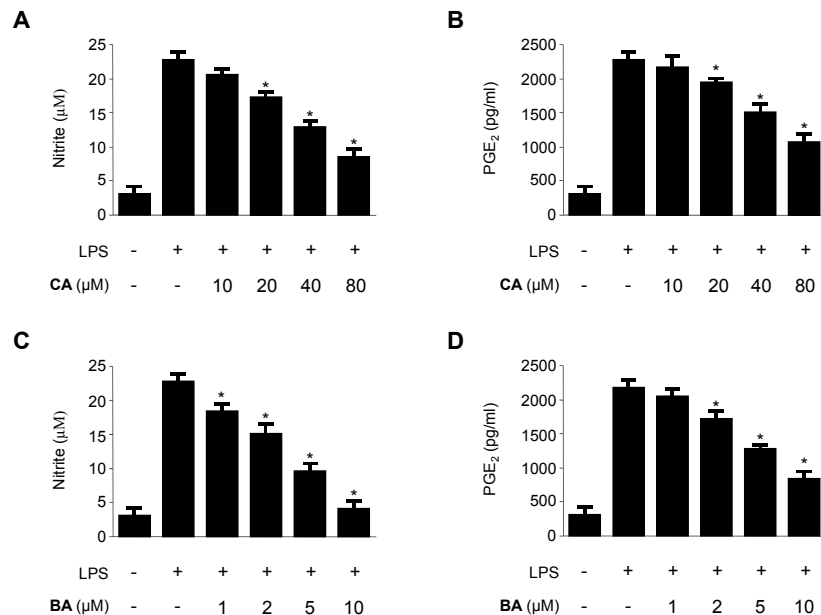 A
25
20
15
10
5
0
Nitrite (µM)
* * *
LPS - + + + + +
CA (µM) - - 10 20 40 80
B
2500
2000
1500
1000
500
0
PGE₂ (pg/ml)
* * *
LPS - + + + + +
CA (µM) - - 10 20 40 80
C
25
20
15
10
5
0
Nitrite (µM)
* * * *
LPS - + + + + +
BA (µM) - - 1 2 5 10
D
2500
2000
1500
1000
500
0
PGE₂ (pg/ml)
* * *
LPS - + + + + +
BA (µM) - - 1 2 5 10